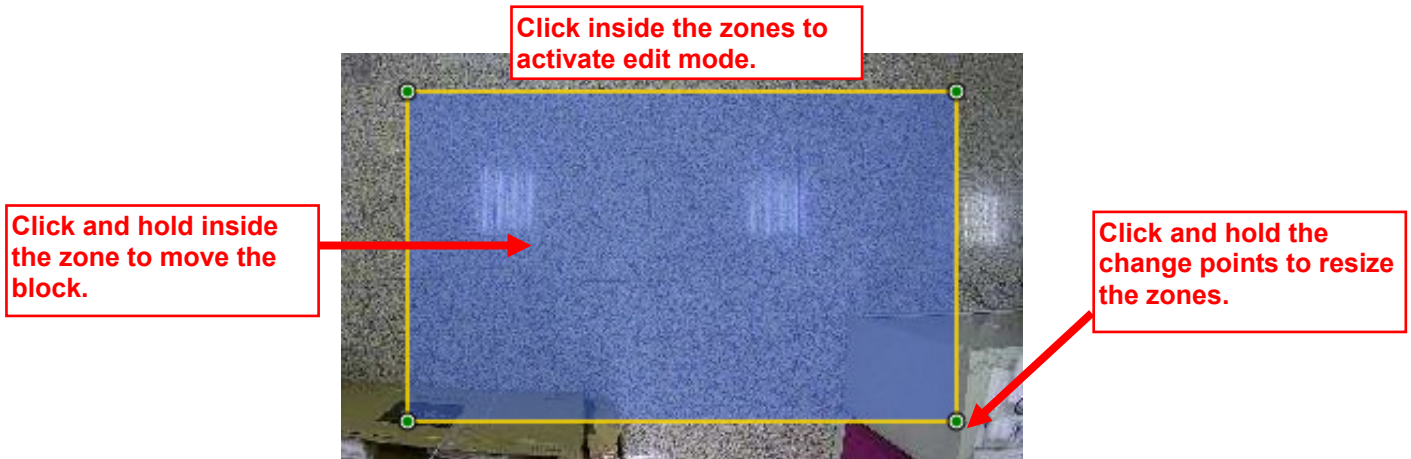 Click inside the zones to
activate edit mode.
Click and hold inside
the zone to move the
block.
Click and hold the
change points to resize
the zones.